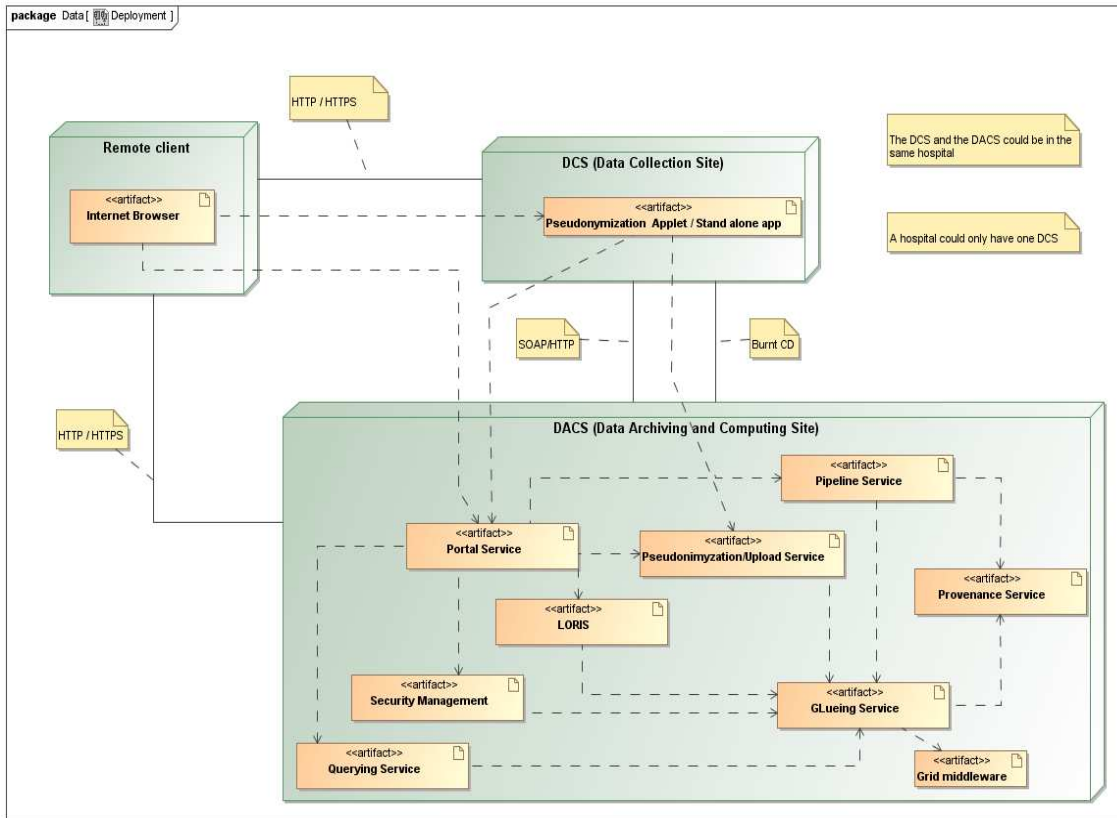 package Data [ Deployment ]
HTTP / HTTPS
The DCS and the DACS could be in the
same hospital
Remote client
DCS (Data Collection Site)
<<artifact>>
Internet Browser
<<artifact>>
Pseudonymization Applet / Stand alone app
A hospital could only have one DCS
SOAP/HTTP
Burnt CD
HTTP / HTTPS
DACS (Data Archiving and Computing Site)
<<artifact>>
Pipeline Service
<<artifact>>
Portal Service
<<artifact>>
Pseudonimyzation/Upload Service
<<artifact>>
Provenance Service
<<artifact>>
LORIS
<<artifact>>
Security Management
<<artifact>>
GLueing Service
<<artifact>>
Querying Service
<<artifact>>
Grid middleware